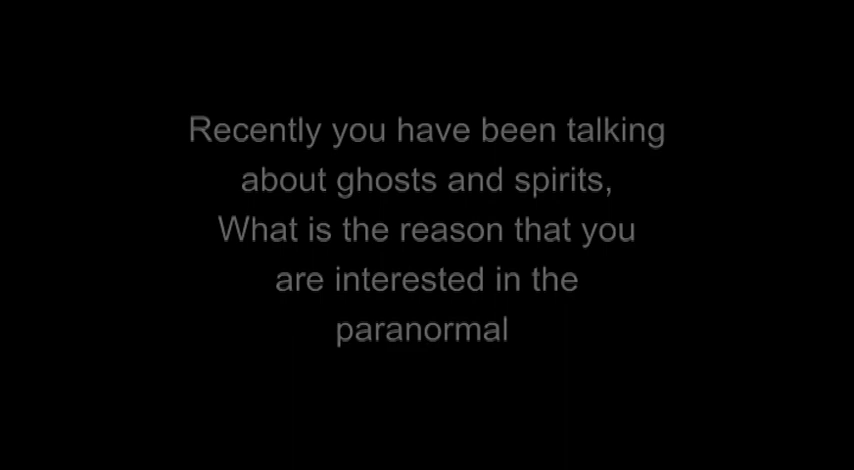 Recently you have been talking
about ghosts and spirits,
What is the reason that you
are interested in the
paranormal